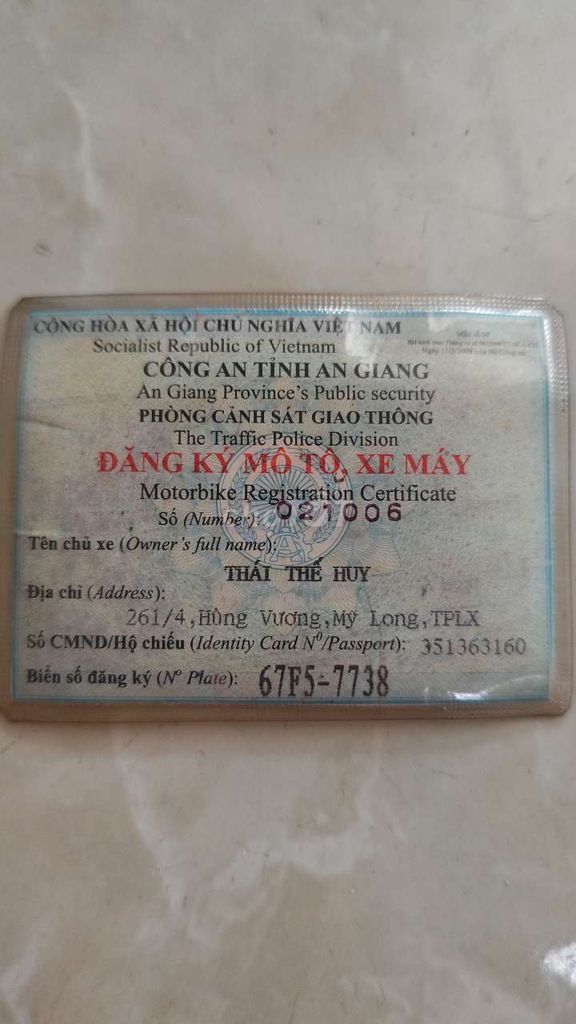 CỘNG HÒA XÃ HỘI CHỦ NGHĨA VIỆT NAM
Socialist Republic of Vietnam
CÔNG AN TỈNH AN GIANG
An Giang Province's Public security
PHÒNG CẢNH SÁT GIAO THÔNG
The Traffic Police Division
ĐĂNG KÝ MÔ TÔ, XE MÁY
Motorbike Registration Certificate
Số (Number): 021006
Tên chủ xe (Owner's full name):
THÁI THẾ HUY
Địa chỉ (Address):
261/4,Hùng Vương,Mỹ Long,TPLX
Số CMND/Hộ chiếu (Identity Card N⁰/Passport): 351363160
Biển số đăng ký (Nº Plate): 67F5-7738